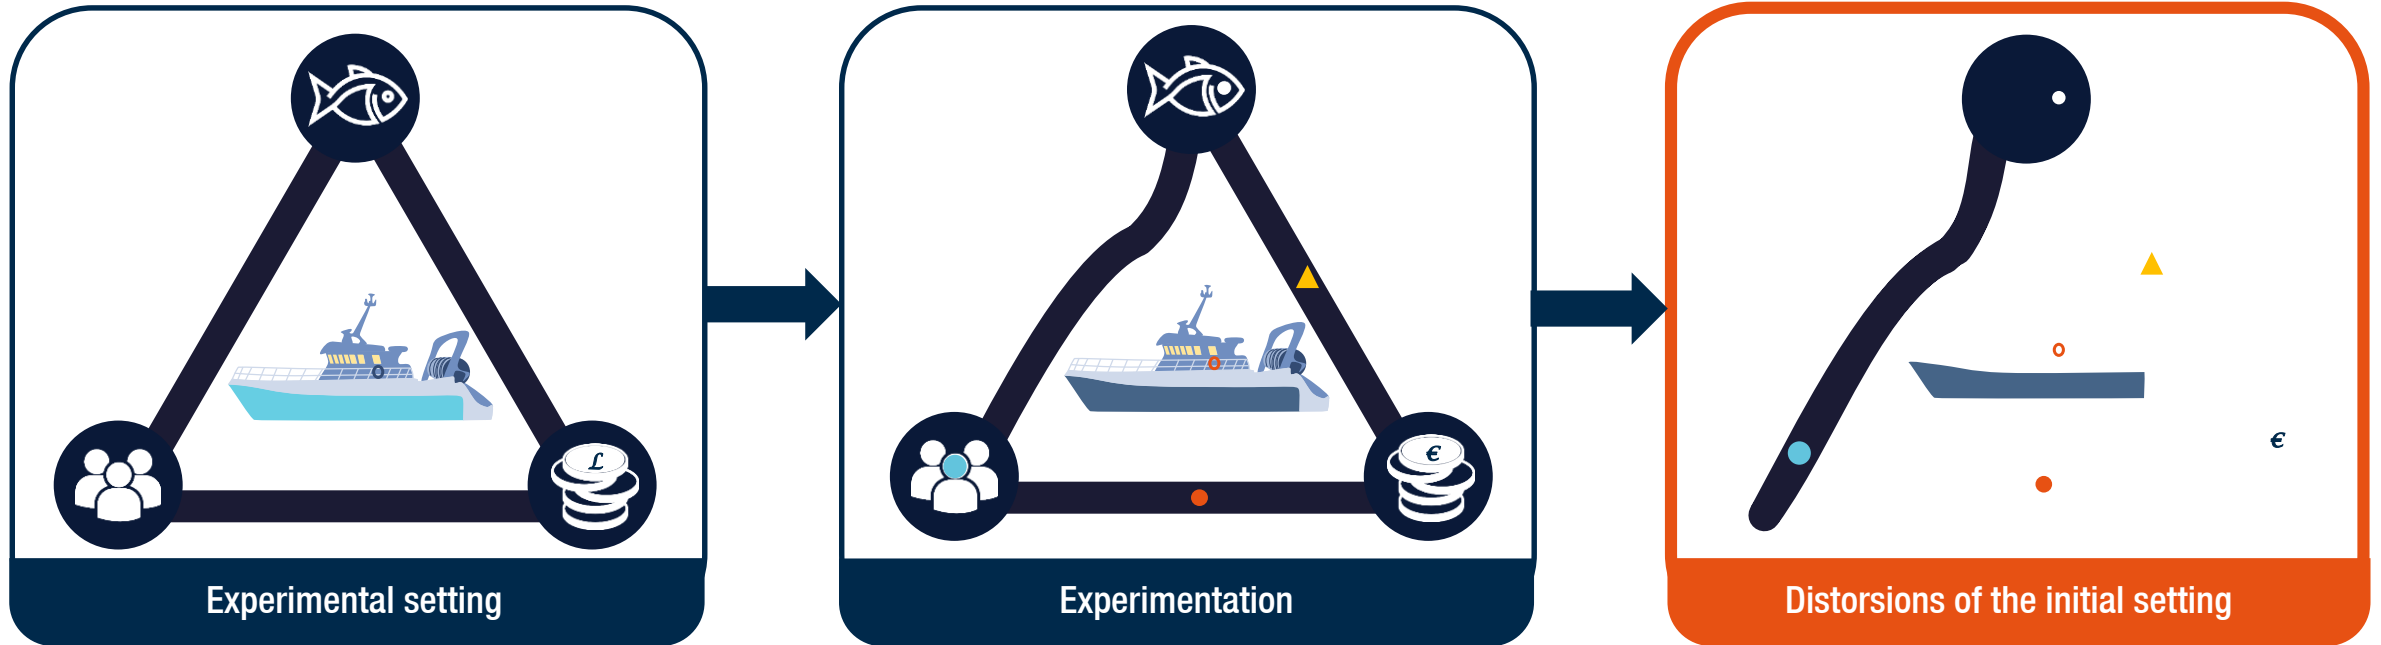 £
€
€
Experimental setting
Experimentation
Distorsions of the initial setting